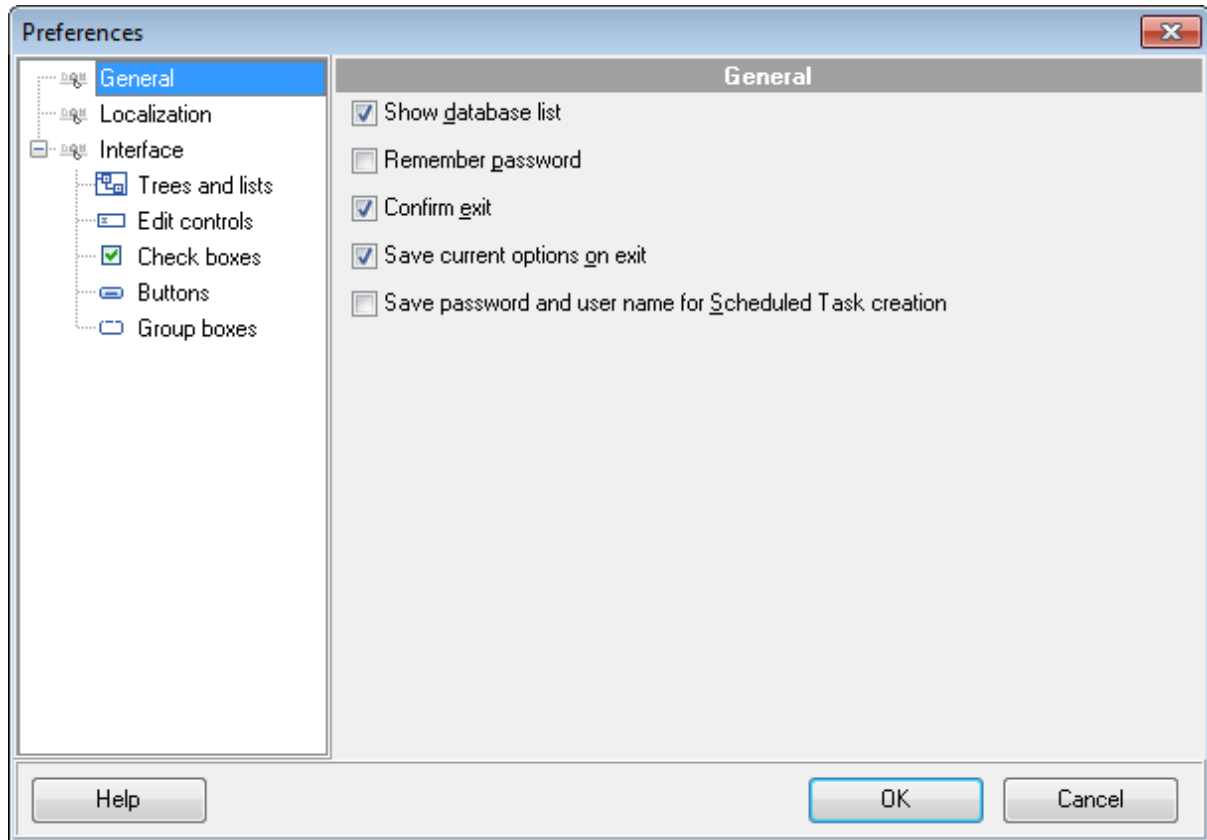 Preferences
General
Localization
Interface
Trees and lists
Edit controls
Check boxes
Buttons
Group boxes
General
Show database list
Remember password
Confirm exit
Save current options on exit
Save password and user name for Scheduled Task creation
Help
OK
Cancel